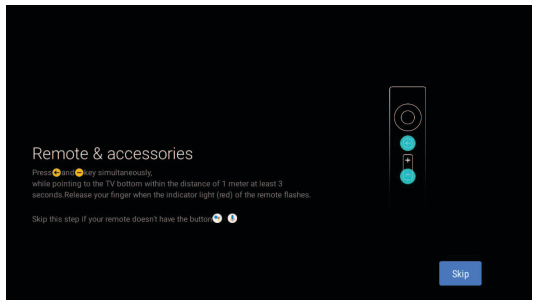 Remote & accessories
Press and key simultaneously,
while pointing to the TV bottom within the distance of 1 meter at least 3
seconds.Release your finger when the indicator light (red) of the remote flashes.
Skip this step if your remote doesn't have the button
+
Skip